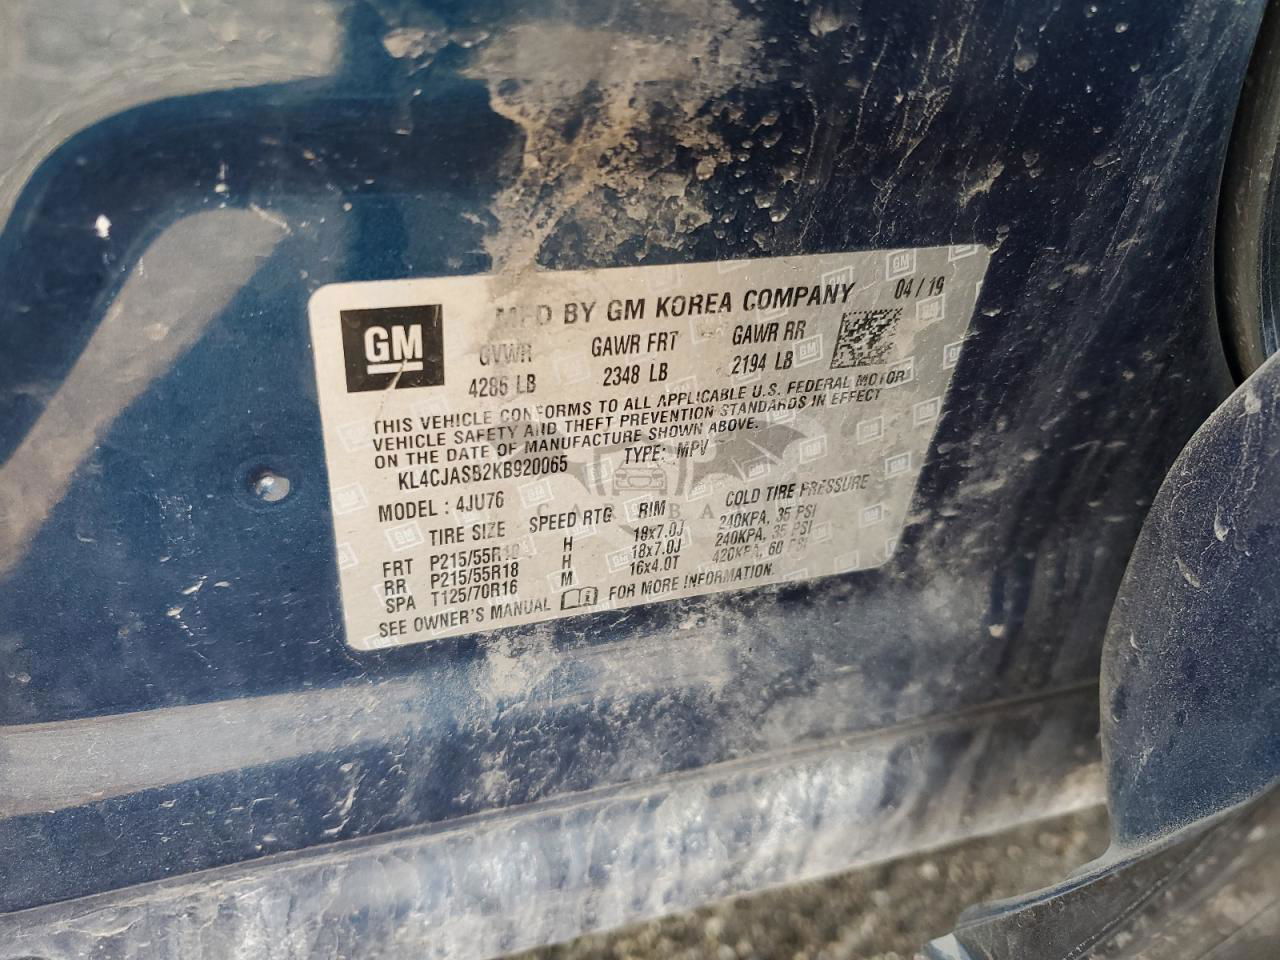 MFD BY GM KOREA COMPANY 04 / 19
GM
GVWR GAWR FRT GAWR RR
4286 LB 2348 LB 2194 LB
THIS VEHICLE CONFORMS TO ALL APPLICABLE U.S. FEDERAL MOTOR
VEHICLE SAFETY AND THEFT PREVENTION STANDARDS IN EFFECT
ON THE DATE OF MANUFACTURE SHOWN ABOVE.
KL4CJASB2KB920065 TYPE: MPV
MODEL: 4JU76
TIRE SIZE SPEED RTG RIM COLD TIRE PRESSURE
FRT P215/55R18 H 18x7.0J 240KPA, 35 PSI
RR P215/55R18 H 18x7.0J 240KPA, 35 PSI
SPA T125/70R16 M 16x4.0T 420KPA, 60 PSI
SEE OWNER'S MANUAL FOR MORE INFORMATION.